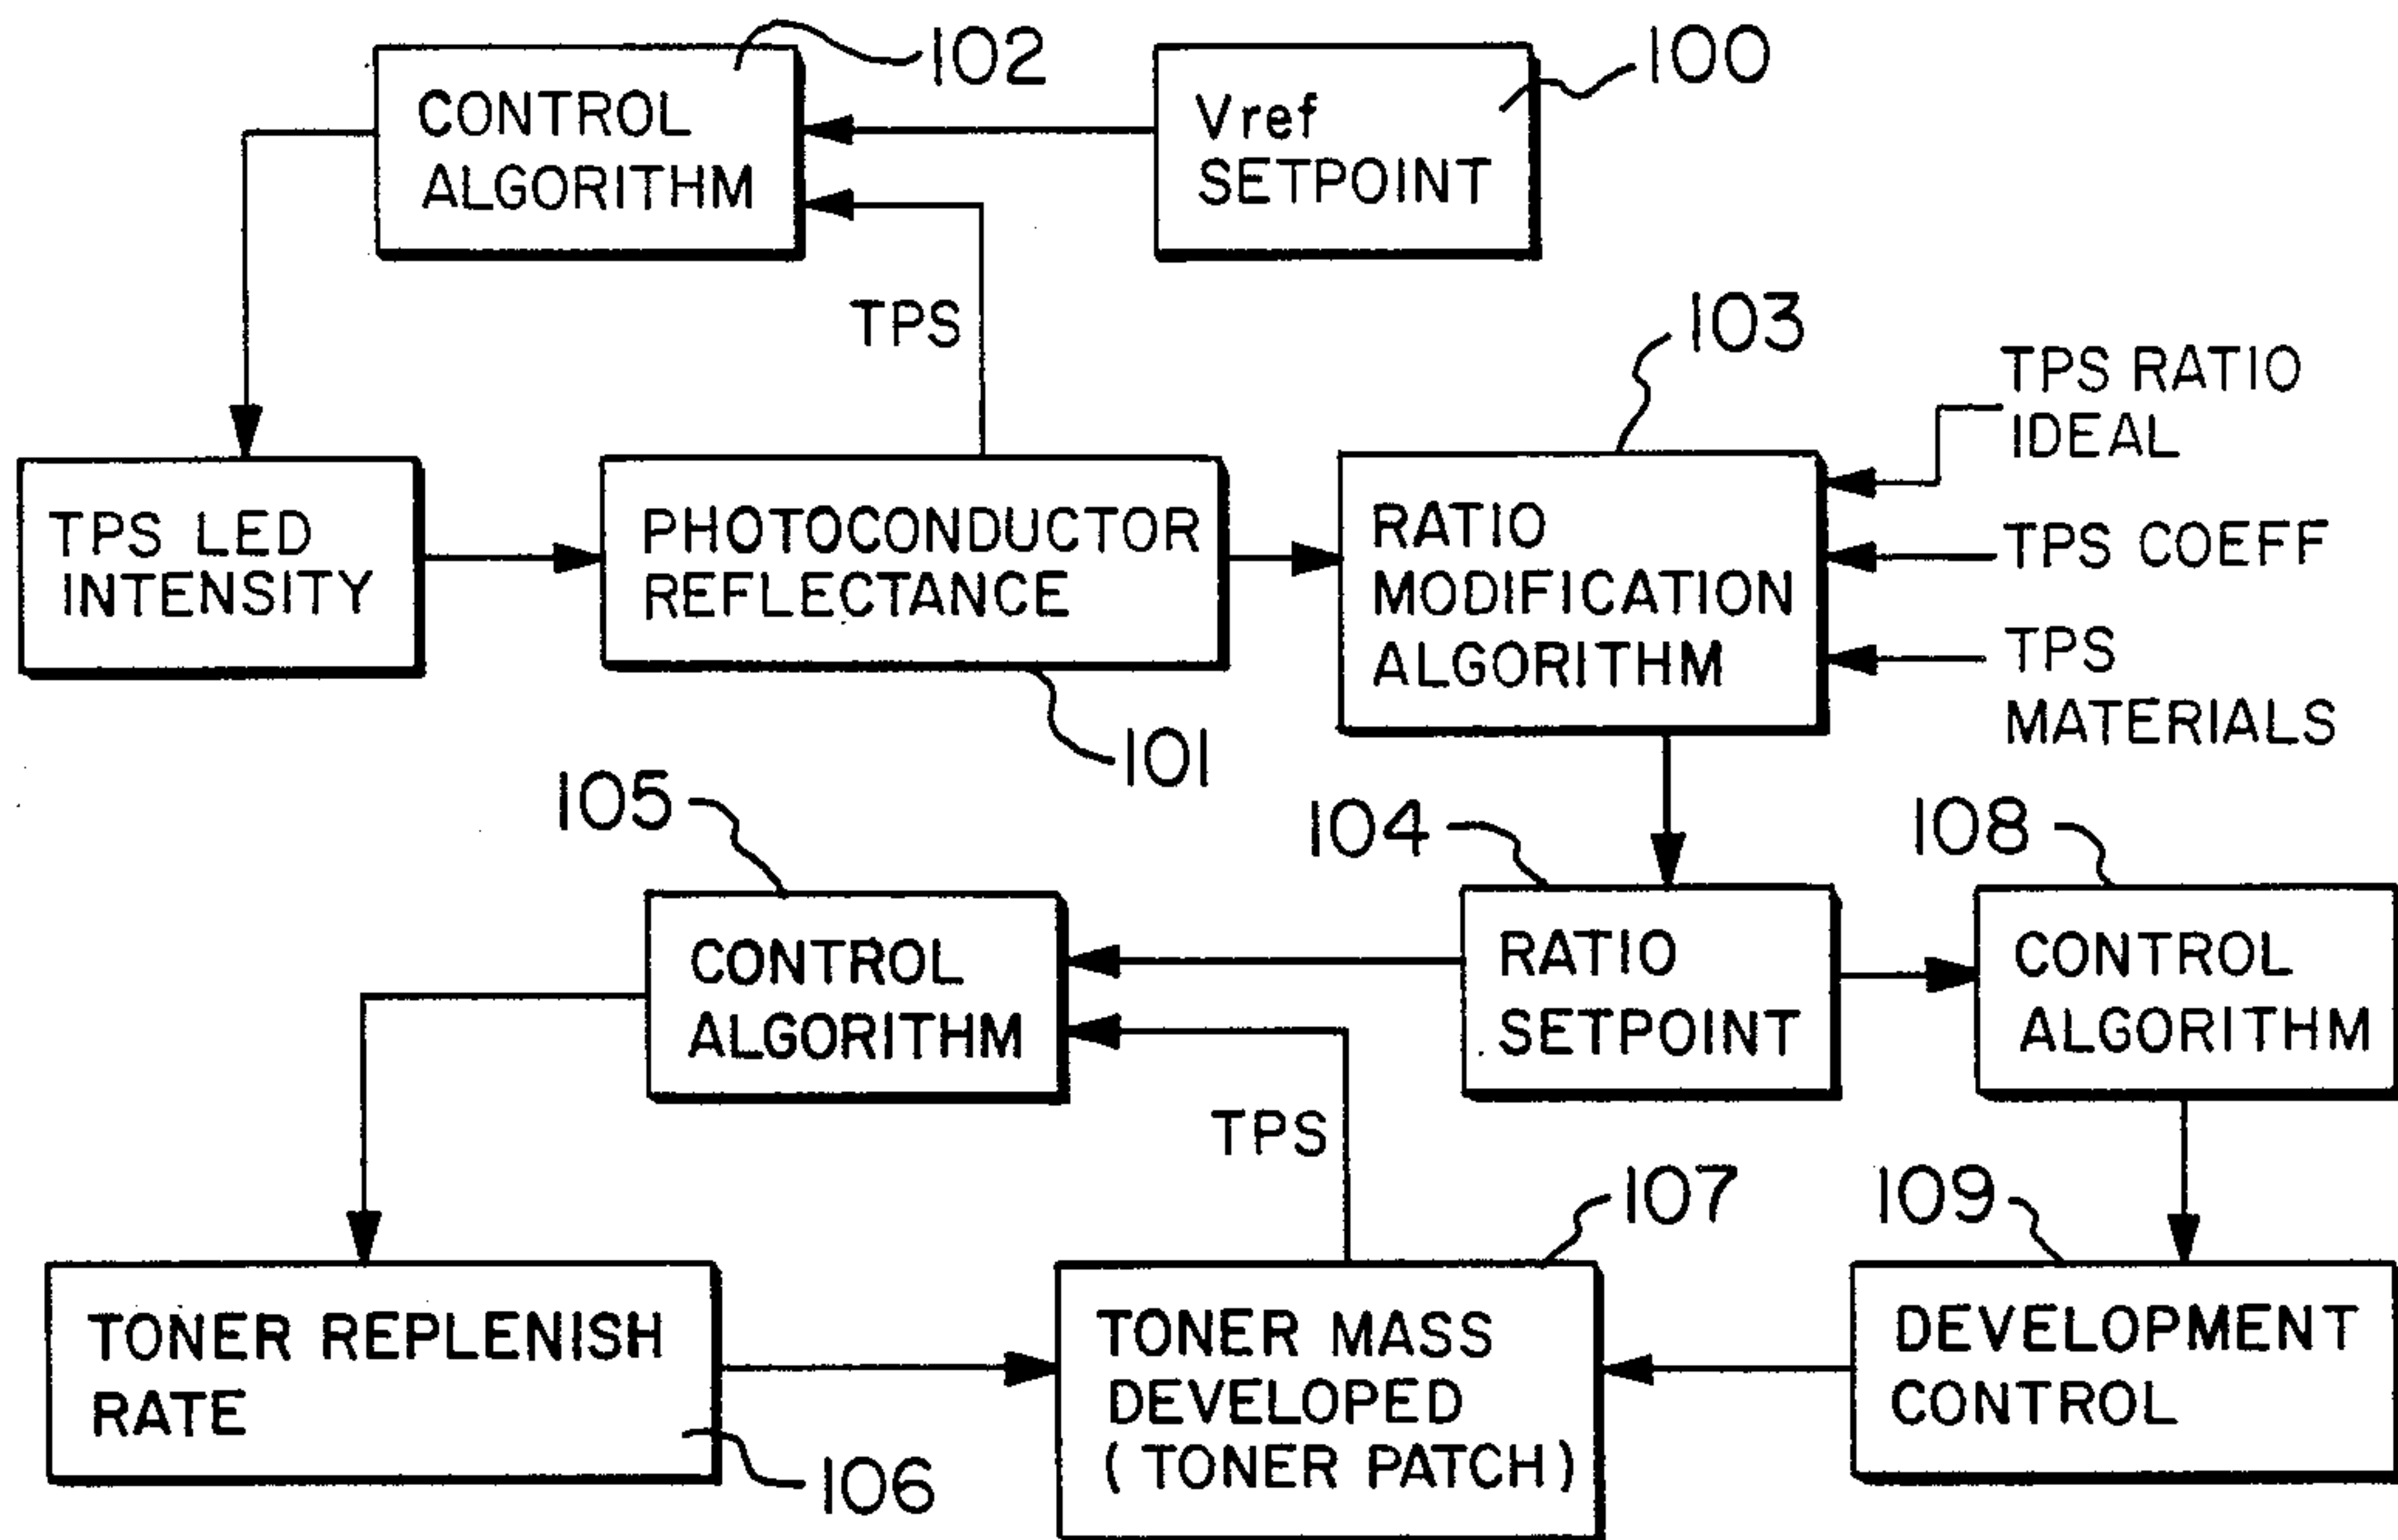 102
100
CONTROL
ALGORITHM
Vref
SETPOINT
TPS
103
TPS RATIO
IDEAL
TPS LED
INTENSITY
PHOTOCONDUCTOR
REFLECTANCE
RATIO
MODIFICATION
ALGORITHM
TPS COEFF
TPS
MATERIALS
101
105
104
108
CONTROL
ALGORITHM
RATIO
SETPOINT
CONTROL
ALGORITHM
TPS
107
109
TONER REPLENISH
RATE
TONER MASS
DEVELOPED
(TONER PATCH)
DEVELOPMENT
CONTROL
106